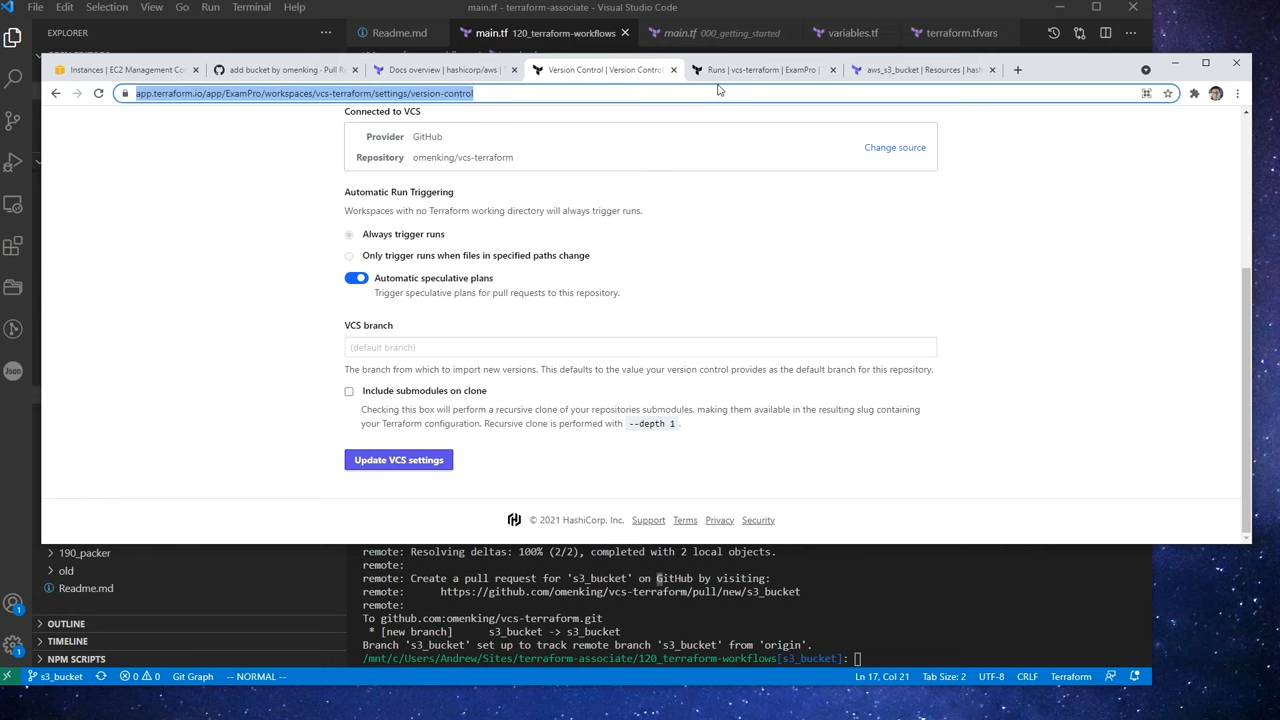 File Edit Selection View Go Run Terminal Help
main.tf - terraform-associate - Visual Studio Code
EXPLORER
Readme.md
main.tf 120_terraform-workflows
main.tf 000_getting_started
variables.tf
terraform.tfvars
Instances | EC2 Management Co
add bucket by omenking · Pull R
Docs overview | hashicorp/aws |
Version Control | Version Control
Runs | vcs-terraform | ExamPro |
aws_s3_bucket | Resources | hash
app.terraform.io/app/ExamPro/workspaces/vcs-terraform/settings/version-control
Connected to VCS
Provider GitHub
Repository omenking/vcs-terraform
Change source
Automatic Run Triggering
Workspaces with no Terraform working directory will always trigger runs.
Always trigger runs
Only trigger runs when files in specified paths change
Automatic speculative plans
Trigger speculative plans for pull requests to this repository.
VCS branch
(default branch)
The branch from which to import new versions. This defaults to the value your version control provides as the default branch for this repository.
Include submodules on clone
Checking this box will perform a recursive clone of your repositories submodules, making them available in the resulting slug containing
your Terraform configuration. Recursive clone is performed with --depth 1 .
Update VCS settings
© 2021 HashiCorp, Inc. Support Terms Privacy Security
Json
190_packer
old
Readme.md
OUTLINE
TIMELINE
NPM SCRIPTS
remote: Resolving deltas: 100% (2/2), completed with 2 local objects.
remote:
remote: Create a pull request for 's3_bucket' on GitHub by visiting:
remote: https://github.com/omenking/vcs-terraform/pull/new/s3_bucket
remote:
To github.com:omenking/vcs-terraform.git
* [new branch] s3_bucket -> s3_bucket
Branch 's3_bucket' set up to track remote branch 's3_bucket' from 'origin'.
/mnt/c/Users/Andrew/Sites/terraform-associate/120_terraform-workflows[s3_bucket]:
s3_bucket 0 0 Git Graph -- NORMAL -- Ln 17, Col 21 Tab Size: 2 UTF-8 CRLF Terraform